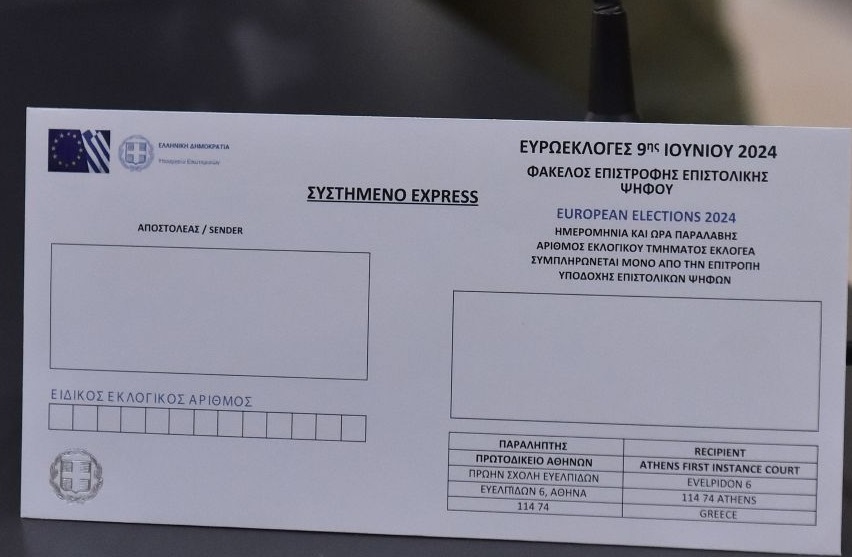 ΕΛΛΗΝΙΚΗ ΔΗΜΟΚΡΑΤΙΑ
Υπουργείο Εσωτερικών
ΣΥΣΤΗΜΕΝΟ EXPRESS
ΑΠΟΣΤΟΛΕΑΣ / SENDER
ΕΙΔΙΚΟΣ ΕΚΛΟΓΙΚΟΣ ΑΡΙΘΜΟΣ
ΕΥΡΩΕΚΛΟΓΕΣ 9ης ΙΟΥΝΙΟΥ 2024
ΦΑΚΕΛΟΣ ΕΠΙΣΤΡΟΦΗΣ ΕΠΙΣΤΟΛΙΚΗΣ
ΨΗΦΟΥ
EUROPEAN ELECTIONS 2024
ΗΜΕΡΟΜΗΝΙΑ ΚΑΙ ΩΡΑ ΠΑΡΑΛΑΒΗΣ
ΑΡΙΘΜΟΣ ΕΚΛΟΓΙΚΟΥ ΤΜΗΜΑΤΟΣ ΕΚΛΟΓΕΑ
ΣΥΜΠΛΗΡΩΝΕΤΑΙ ΜΟΝΟ ΑΠΟ ΤΗΝ ΕΠΙΤΡΟΠΗ
ΥΠΟΔΟΧΗΣ ΕΠΙΣΤΟΛΙΚΩΝ ΨΗΦΩΝ
ΠΑΡΑΛΗΠΤΗΣ
ΠΡΩΤΟΔΙΚΕΙΟ ΑΘΗΝΩΝ
ΠΡΩΗΝ ΣΧΟΛΗ ΕΥΕΛΠΙΔΩΝ
ΕΥΕΛΠΙΔΩΝ 6, ΑΘΗΝΑ
114 74
RECIPIENT
ATHENS FIRST INSTANCE COURT
EVELPIDON 6
114 74 ATHENS
GREECE